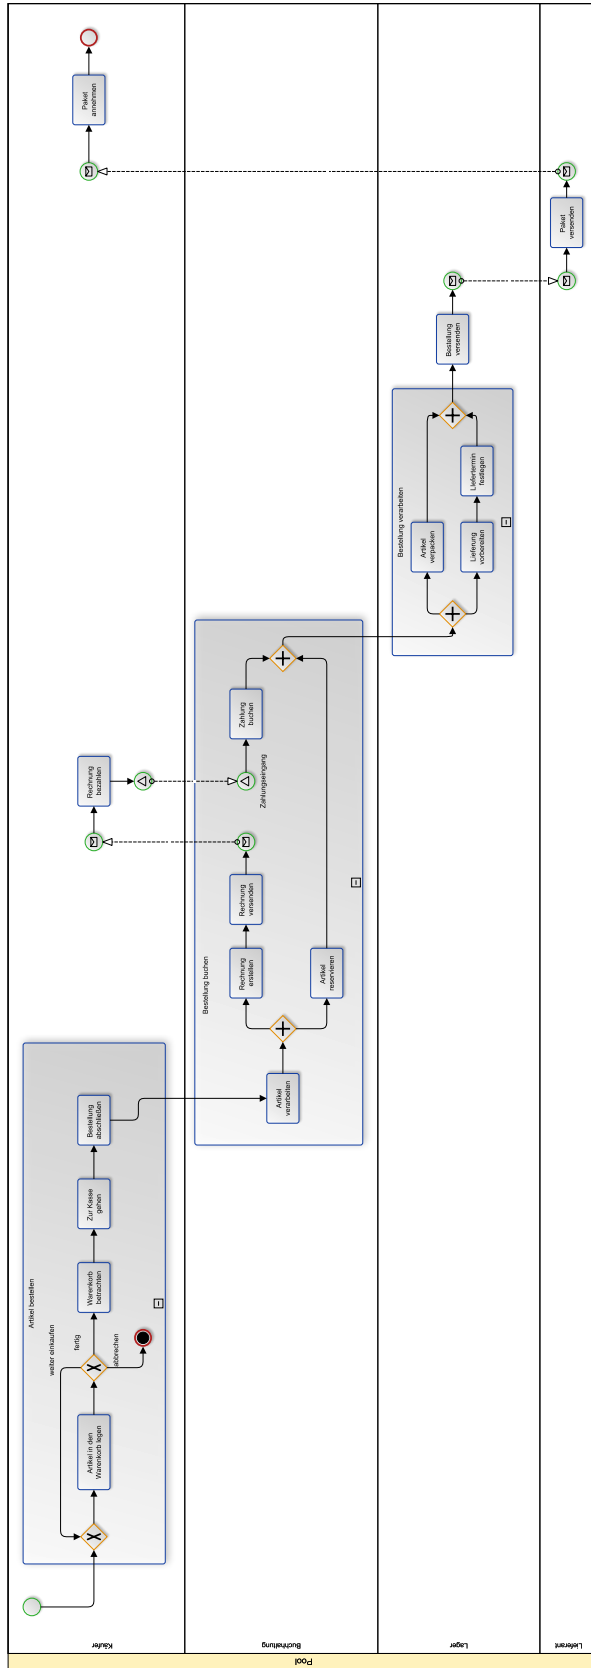 Pool
Käufer
Artikel bestellen
Artikel in den
Warenkorb legen
weiter einkaufen
fertig
abbrechen
Warenkorb
betrachten
Zur Kasse
gehen
Bestellung
abschließen
Rechnung
bezahlen
Paket
annehmen
Buchhaltung
Bestellung buchen
Artikel
verarbeiten
Rechnung
erstellen
Rechnung
versenden
Zahlungseingang
Zahlung
buchen
Artikel
reservieren
Lager
Bestellung verarbeiten
Artikel
verpacken
Lieferung
vorbereiten
Liefertermin
festlegen
Bestellung
versenden
Lieferant
Paket
versenden